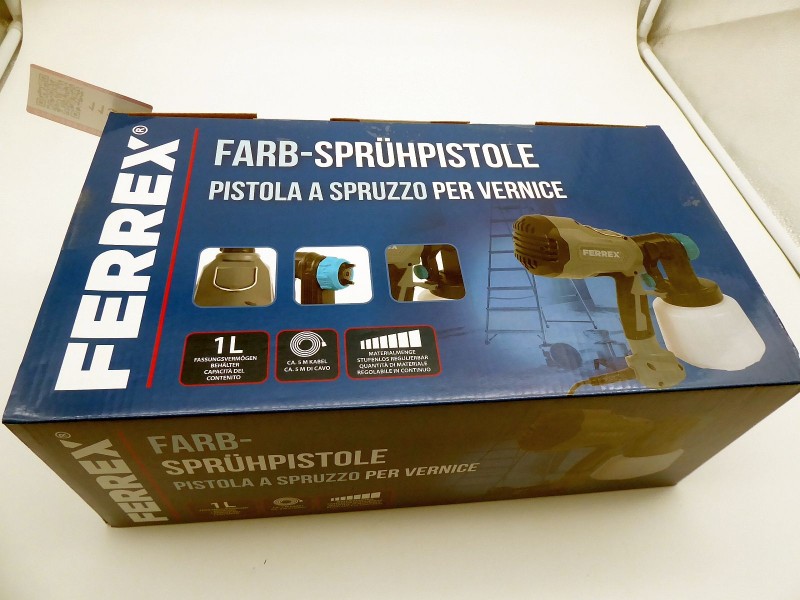 FERREX®
FARB-SPRÜHPISTOLE
PISTOLA A SPRUZZO PER VERNICE
FERREX®
1L
FASSUNGSVERMÖGEN
BEHÄLTER
CAPACITÀ DEL
CONTENITO
CA. 5 M KABEL
CA. 5 M DI CAVO
MATERIALMENGE
STUFENLOS REGULIERBAR
QUANTITÀ DI MATERIALE
REGOLABILE IN CONTINUO
FERREX®
FARB-
SPRÜHPISTOLE
PISTOLA A SPRUZZO PER VERNICE
1L
FERREX